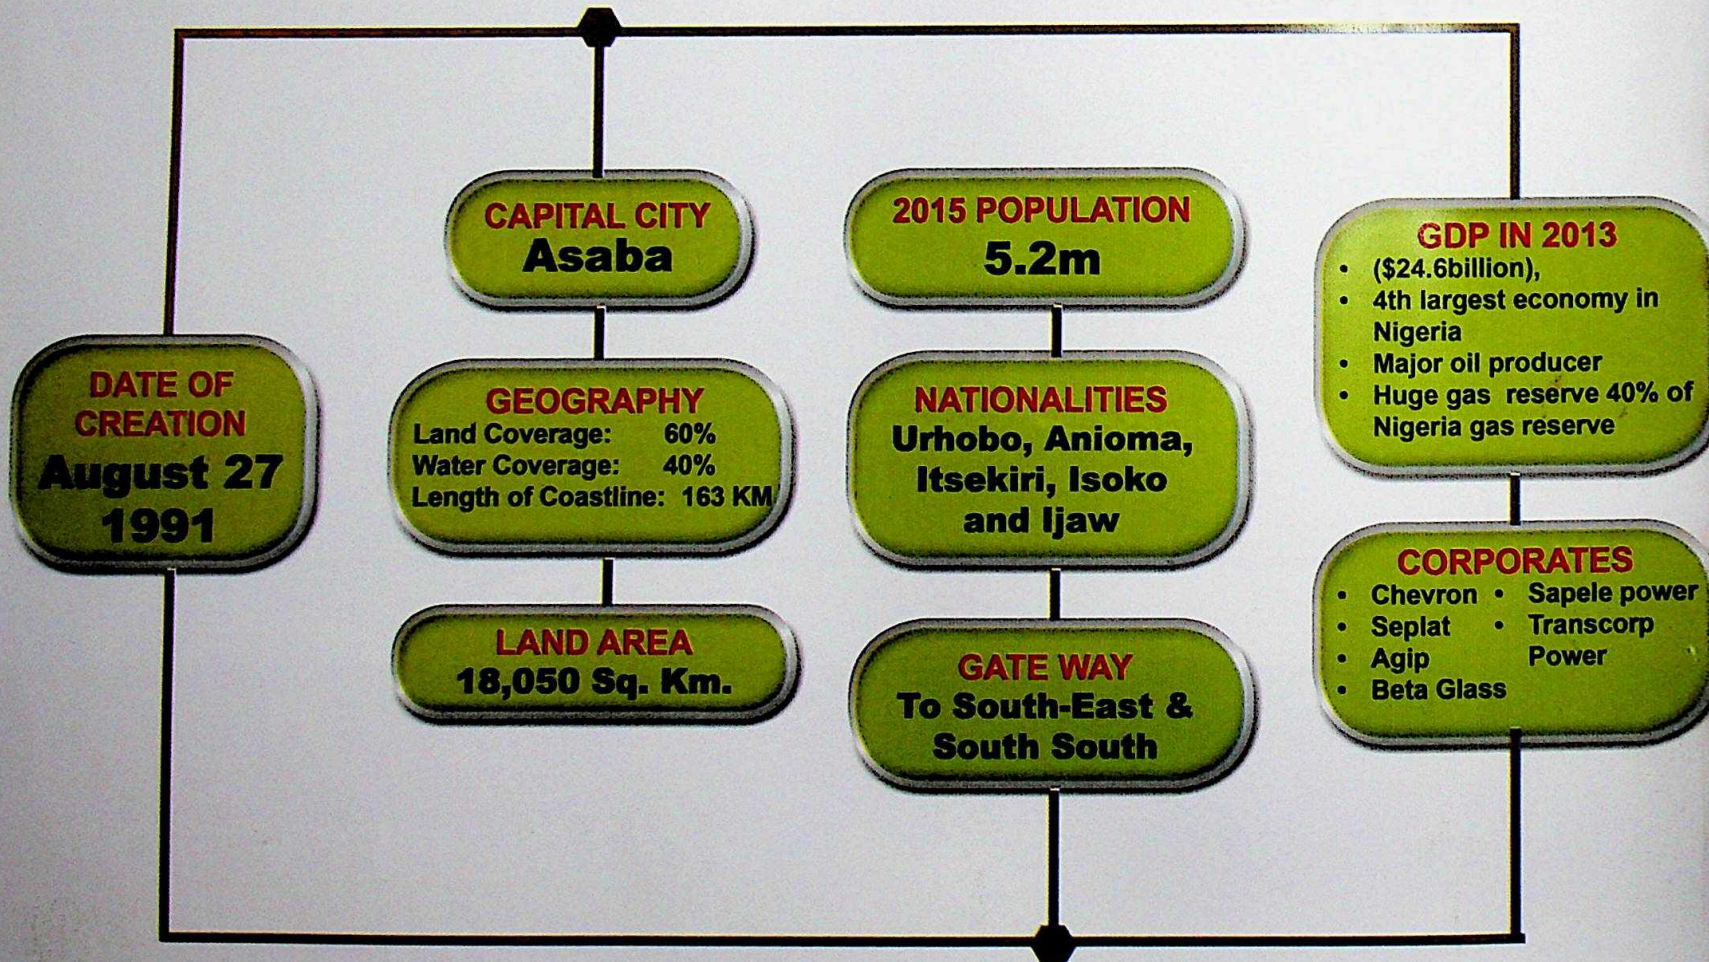 DATE OF
CREATION
August 27
1991
CAPITAL CITY
Asaba
GEOGRAPHY
Land Coverage: 60%
Water Coverage: 40%
Length of Coastline: 163 KM
LAND AREA
18,050 Sq. Km.
2015 POPULATION
5.2m
NATIONALITIES
Urhobo, Anioma,
Itsekiri, Isoko
and Ijaw
GATE WAY
To South-East &
South South
GDP IN 2013
• ($24.6billion),
• 4th largest economy in
Nigeria
• Major oil producer
• Huge gas reserve 40% of
Nigeria gas reserve
CORPORATES
• Chevron
• Seplat
• Agip
• Beta Glass
• Sapele power
• Transcorp
Power